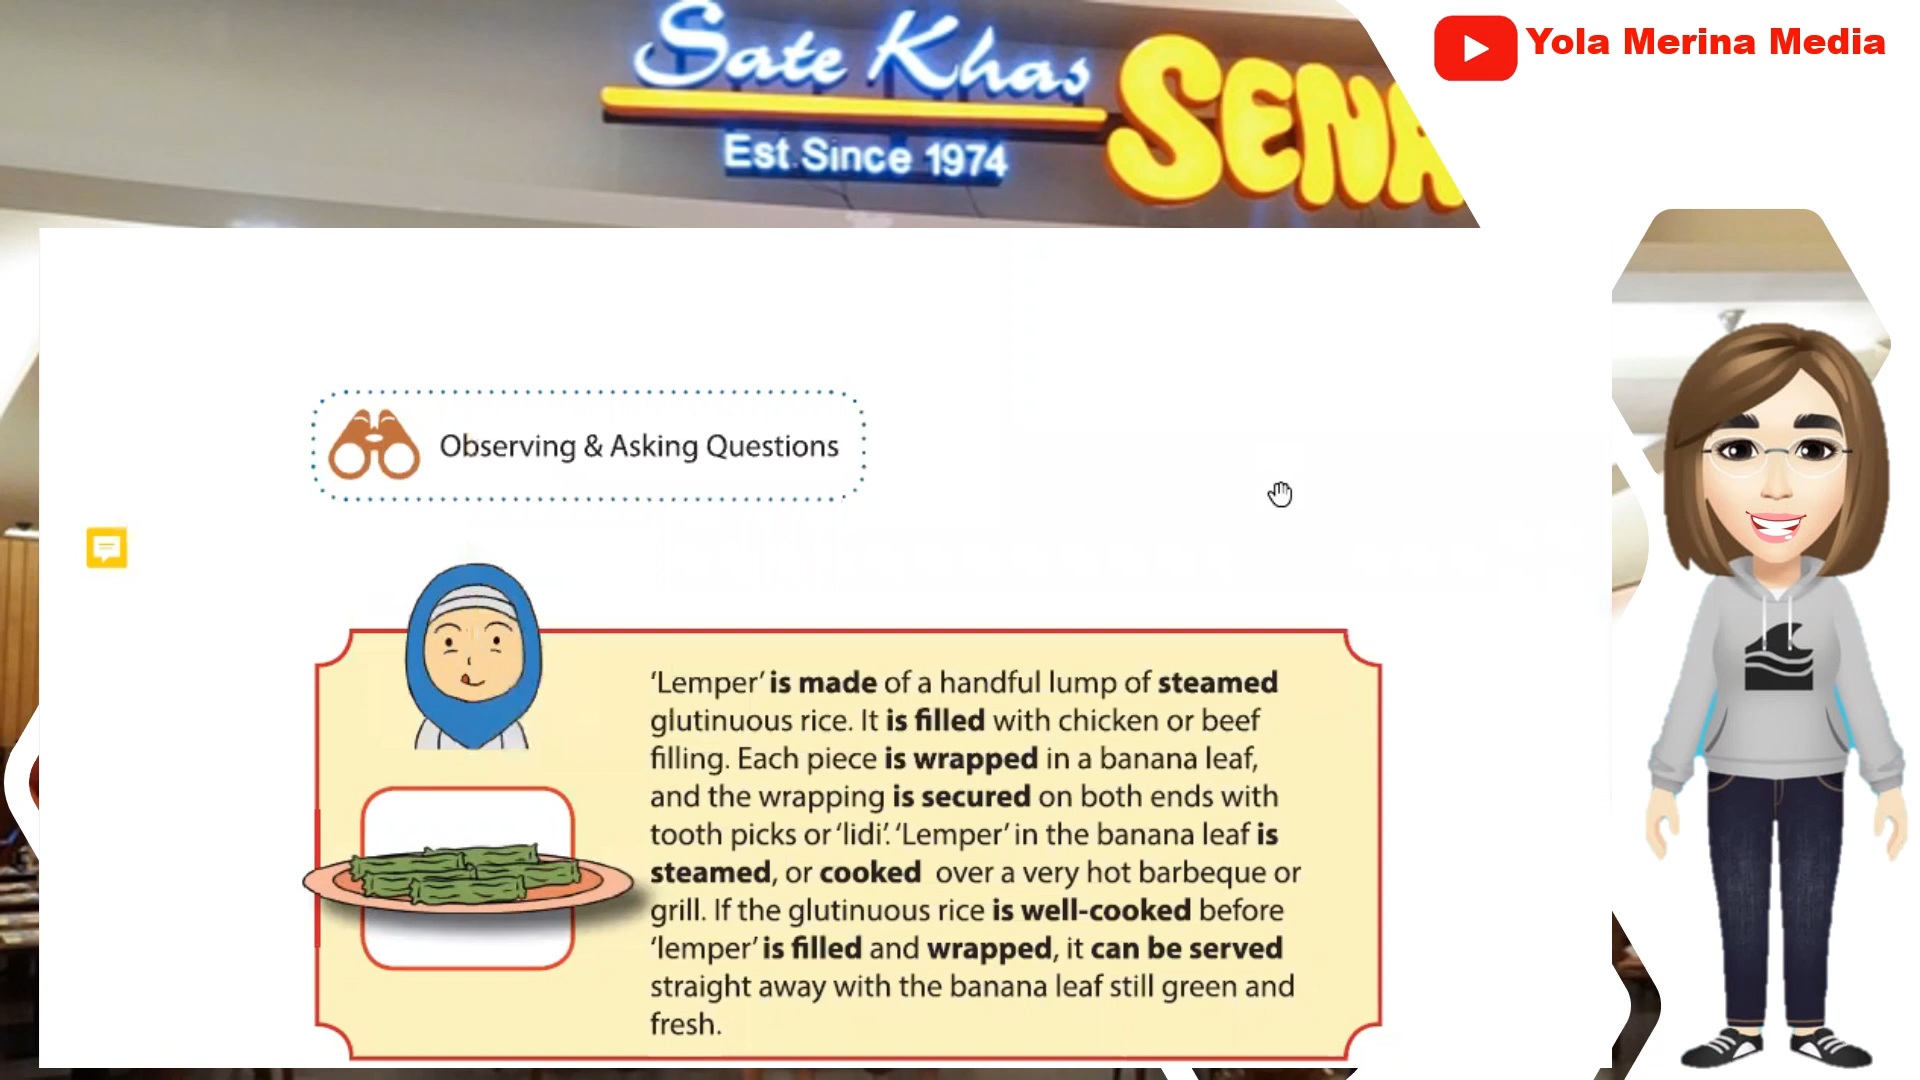 Sate Khas
SENA
Est Since 1974
Yola Merina Media
Observing & Asking Questions
‘Lemper’ is made of a handful lump of steamed
glutinuous rice. It is filled with chicken or beef
filling. Each piece is wrapped in a banana leaf,
and the wrapping is secured on both ends with
tooth picks or ‘lidi’. ‘Lemper’ in the banana leaf is
steamed, or cooked over a very hot barbeque or
grill. If the glutinuous rice is well-cooked before
‘lemper’ is filled and wrapped, it can be served
straight away with the banana leaf still green and
fresh.